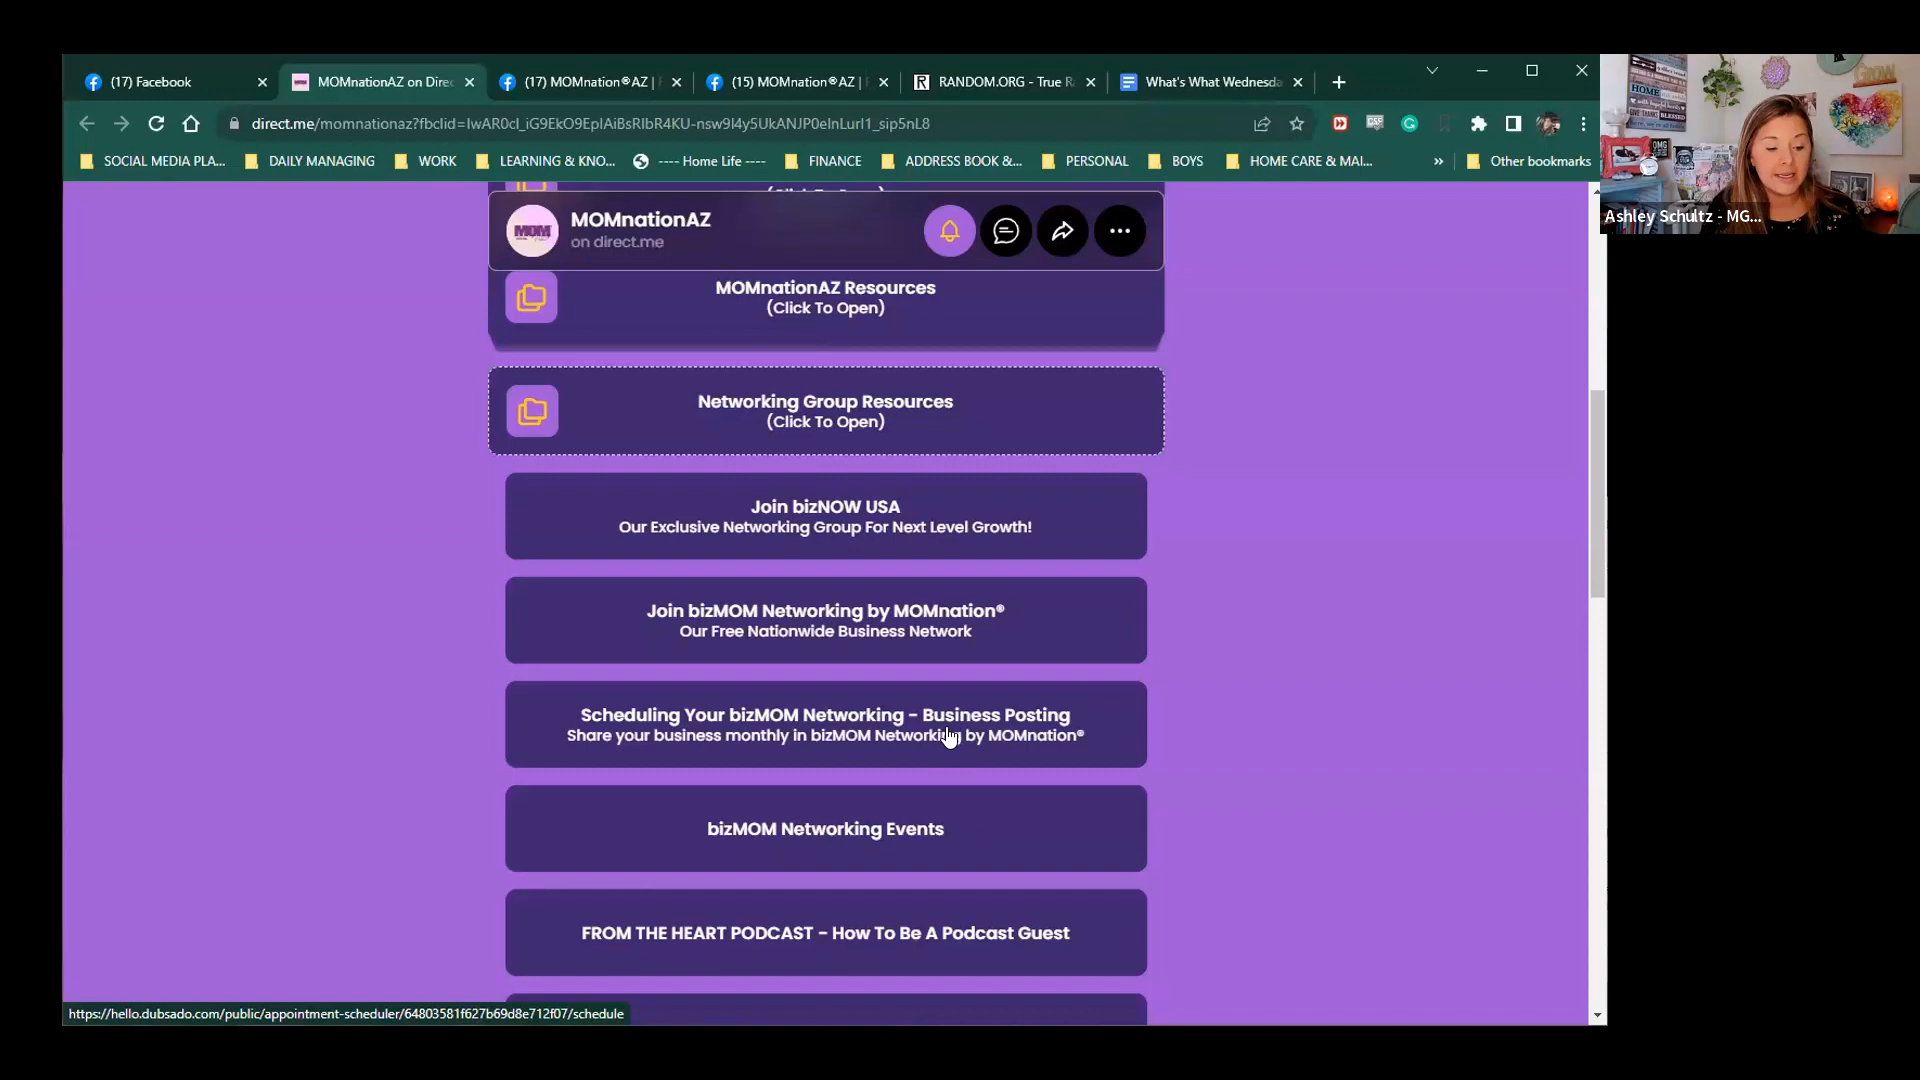 (17) Facebook
MOMnationAZ on Direc
(17) MOMnation®AZ |
(15) MOMnation®AZ |
RANDOM.ORG - True R
What's What Wednesda
direct.me/momnationaz?fbclid=IwAR0cl_iG9EkO9EpIAiBsRIbR4KU-nsw9I4y5UkANJP0eInLurI1_sip5nL8
SOCIAL MEDIA PLA...
DAILY MANAGING
WORK
LEARNING & KNO...
---- Home Life ----
FINANCE
ADDRESS BOOK &...
PERSONAL
BOYS
HOME CARE & MAI...
»
Other bookmarks
HOME
GROW
Ashley Schultz - MG...
MOM
MOMnationAZ
on direct.me
MOMnationAZ Resources
(Click To Open)
Networking Group Resources
(Click To Open)
Join bizNOW USA
Our Exclusive Networking Group For Next Level Growth!
Join bizMOM Networking by MOMnation®
Our Free Nationwide Business Network
Scheduling Your bizMOM Networking - Business Posting
Share your business monthly in bizMOM Networking by MOMnation®
bizMOM Networking Events
FROM THE HEART PODCAST - How To Be A Podcast Guest
https://hello.dubsado.com/public/appointment-scheduler/64803581f627b69d8e712f07/schedule